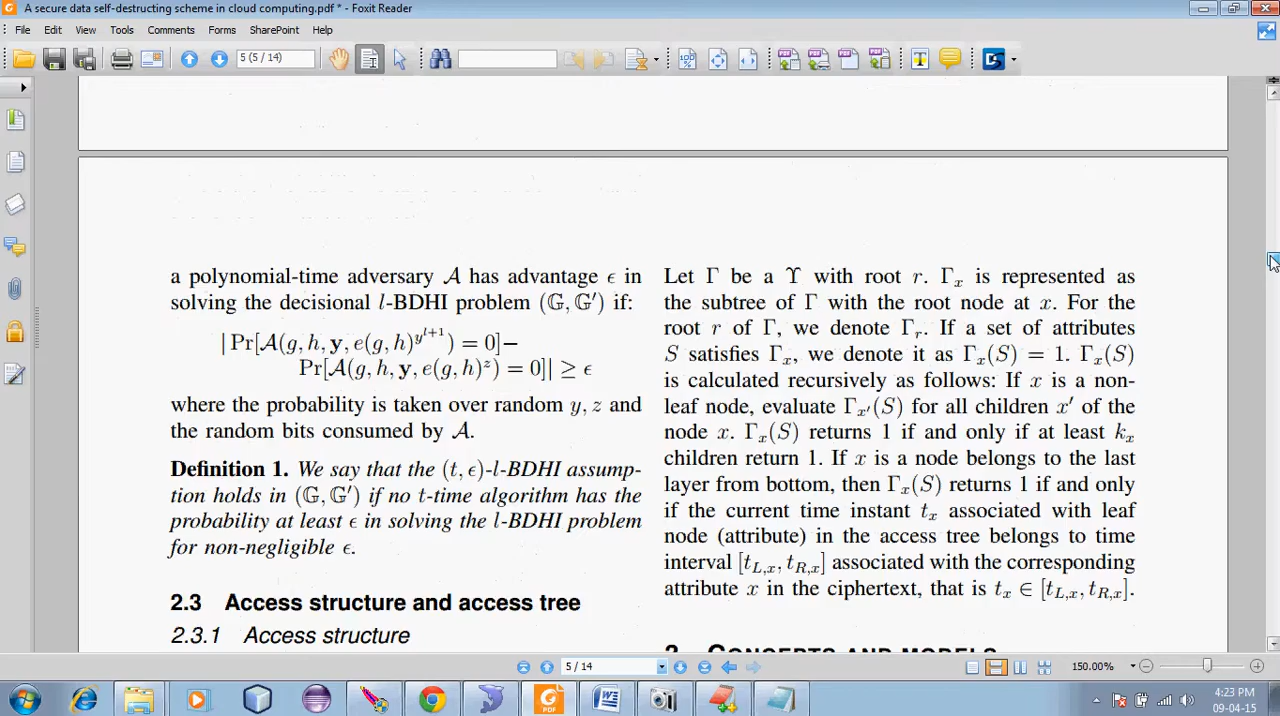 A secure data self-destructing scheme in cloud computing.pdf * - Foxit Reader
File Edit View Tools Comments Forms SharePoint Help
5 (5 / 14)
a polynomial-time adversary 𝒜 has advantage ϵ in
solving the decisional l-BDHI problem (𝔾, 𝔾′) if:
| Pr[𝒜(g, h, y, e(g, h)^{y^{l+1}}) = 0]−
Pr[𝒜(g, h, y, e(g, h)^z) = 0]| ≥ ϵ
where the probability is taken over random y, z and
the random bits consumed by 𝒜.
Definition 1. We say that the (t, ϵ)-l-BDHI assump-
tion holds in (𝔾, 𝔾′) if no t-time algorithm has the
probability at least ϵ in solving the l-BDHI problem
for non-negligible ϵ.
2.3 Access structure and access tree
2.3.1 Access structure
Let Γ be a ϒ with root r. Γ_x is represented as
the subtree of Γ with the root node at x. For the
root r of Γ, we denote Γ_r. If a set of attributes
S satisfies Γ_x, we denote it as Γ_x(S) = 1. Γ_x(S)
is calculated recursively as follows: If x is a non-
leaf node, evaluate Γ_{x′}(S) for all children x′ of the
node x. Γ_x(S) returns 1 if and only if at least k_x
children return 1. If x is a node belongs to the last
layer from bottom, then Γ_x(S) returns 1 if and only
if the current time instant t_x associated with leaf
node (attribute) in the access tree belongs to time
interval [t_{L,x}, t_{R,x}] associated with the corresponding
attribute x in the ciphertext, that is t_x ∈ [t_{L,x}, t_{R,x}].
CONCEPTS AND MODELS
5 / 14
150.00%
4:23 PM
09-04-15